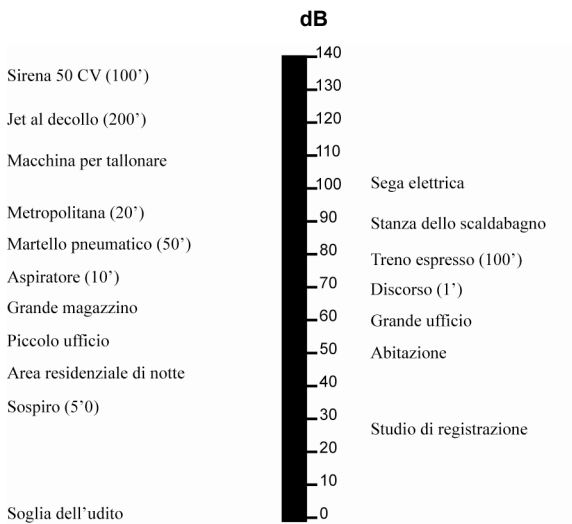 dB
140
Sirena 50 CV (100’)
130
Jet al decollo (200’)
120
110
Macchina per tallonare
Sega elettrica
100
Metropolitana (20’)
90
Stanza dello scaldabagno
Martello pneumatico (50’)
80
Treno espresso (100’)
Aspiratore (10’)
70
Discorso (1’)
Grande magazzino
60
Grande ufficio
Piccolo ufficio
50
Abitazione
Area residenziale di notte
40
Sospiro (5’0)
30
Studio di registrazione
20
10
Soglia dell’udito
0